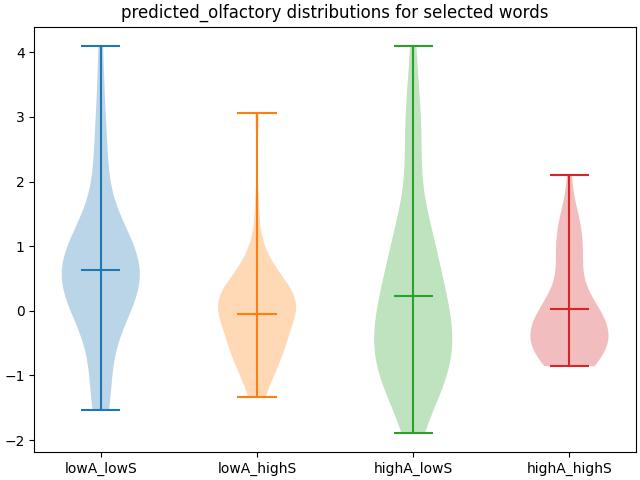 predicted_olfactory distributions for selected words
4
3
2
1
0
−1
−2
lowA_lowS
lowA_highS
highA_lowS
highA_highS